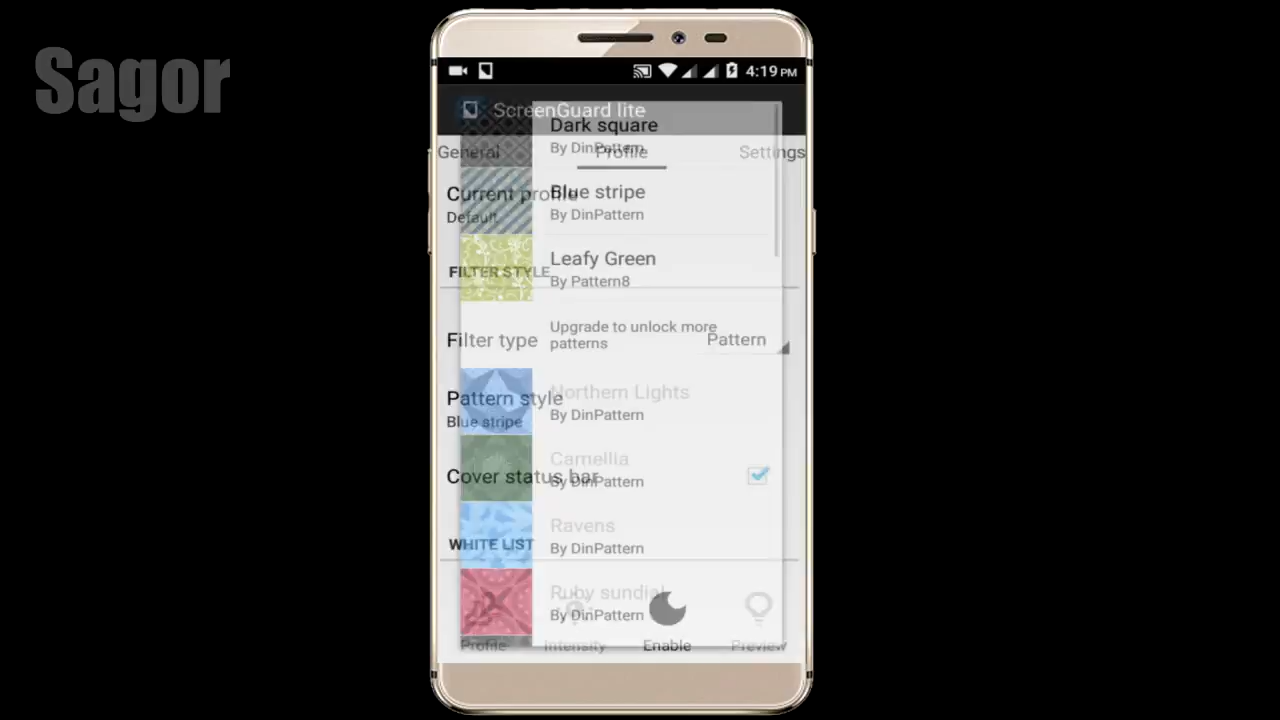 Sagor
4:19 PM
ScreenGuard lite
Dark square
By DinPattern
General
Profile
Settings
Current profile
Default
Blue stripe
By DinPattern
FILTER STYLE
Leafy Green
By Pattern8
Filter type
Upgrade to unlock more
patterns
Pattern
Pattern style
Blue stripe
Northern Lights
By DinPattern
Cover status bar
Camellia
By DinPattern
WHITE LIST
Ravens
By DinPattern
Ruby sundial
By DinPattern
Profile
Intensity
Enable
Preview